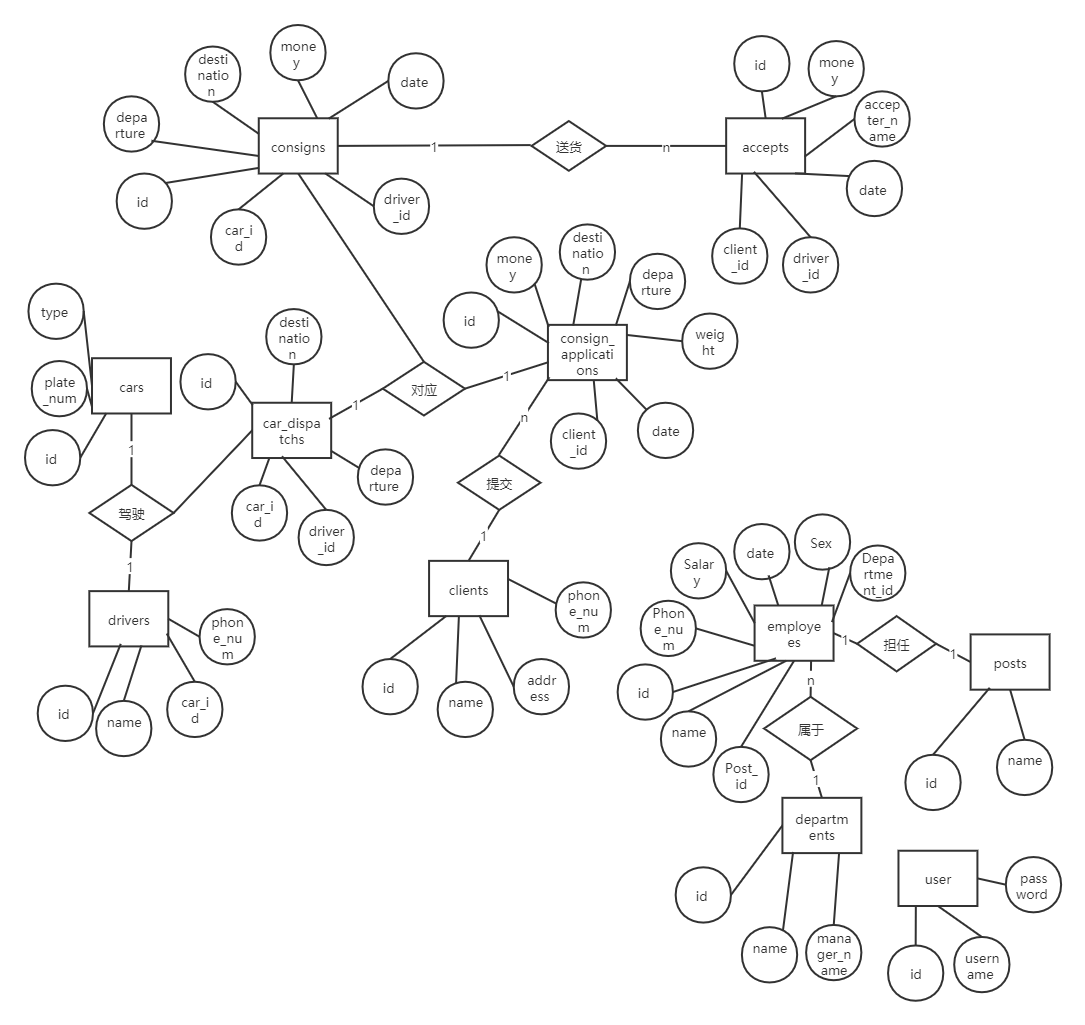 mone
y
desti
natio
n
date
depa
rture
consigns
id
car_i
d
driver
_id
1
送货
n
id
mone
y
accep
ter_n
ame
accepts
date
client
_id
driver
_id
mone
y
desti
natio
n
depa
rture
id
weig
ht
consign_
applicati
ons
client
_id
date
type
plate
_num
cars
id
1
驾驶
1
desti
natio
n
id
car_dispa
tchs
depa
rture
car_i
d
driver
_id
1
对应
1
n
提交
1
drivers
phon
e_nu
m
id
name
car_i
d
clients
phon
e_nu
m
id
name
addr
ess
Salar
y
date
Sex
Depa
rtme
nt_id
Phon
e_nu
m
employe
es
id
name
Post_
id
1
担任
1
posts
id
name
n
属于
1
departm
ents
id
name
mana
ger_n
ame
user
pass
word
id
usern
ame